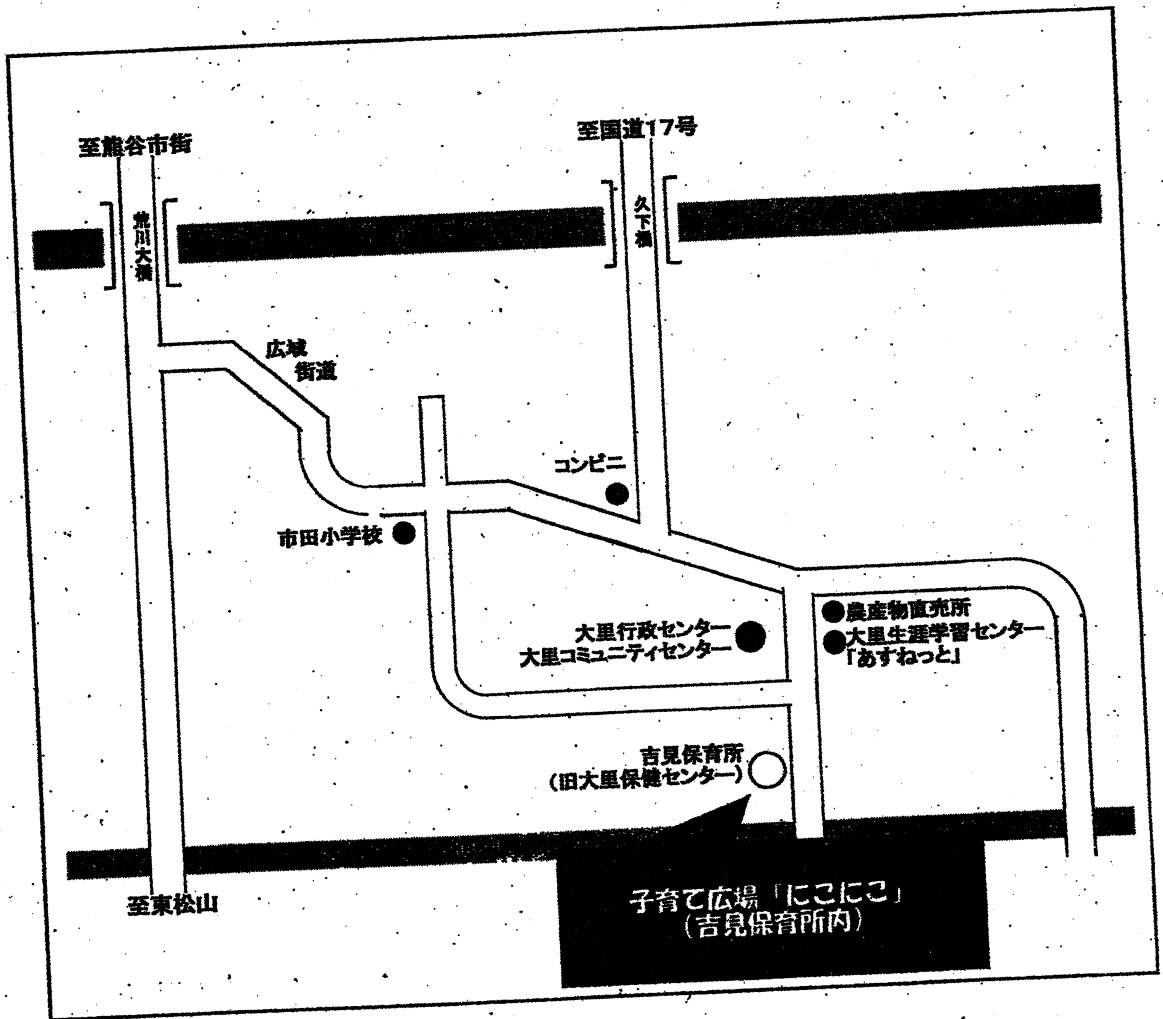 至熊谷市街
至国道17号
荒川大橋
久下橋
広域
街道
コンビニ
市田小学校
農産物直売所
大里行政センター
大里生涯学習センター
大里コミュニティセンター
「あすねっと」
吉見保育所
(旧大里保健センター)
至東松山
子育て広場「にこにこ」
(吉見保育所内)